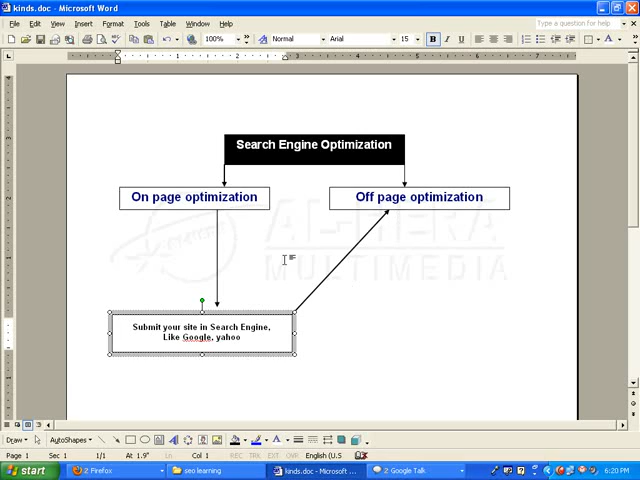 kinds.doc - Microsoft Word
File Edit View Insert Format Tools Table Window Help
Type a question for help
100% Normal Arial 15 B I U
Search Engine Optimization
On page optimization
Off page optimization
AL-HERA
MULTIMEDIA
Submit your site in Search Engine,
Like Google, yahoo
Draw AutoShapes
Page 1 Sec 1 1/1 At 1.9" Ln Col 1 REC TRK EXT OVR English (U.S
start 2 Firefox seo learning kinds.doc - Microsoft ... 2 Google Talk 6:20 PM